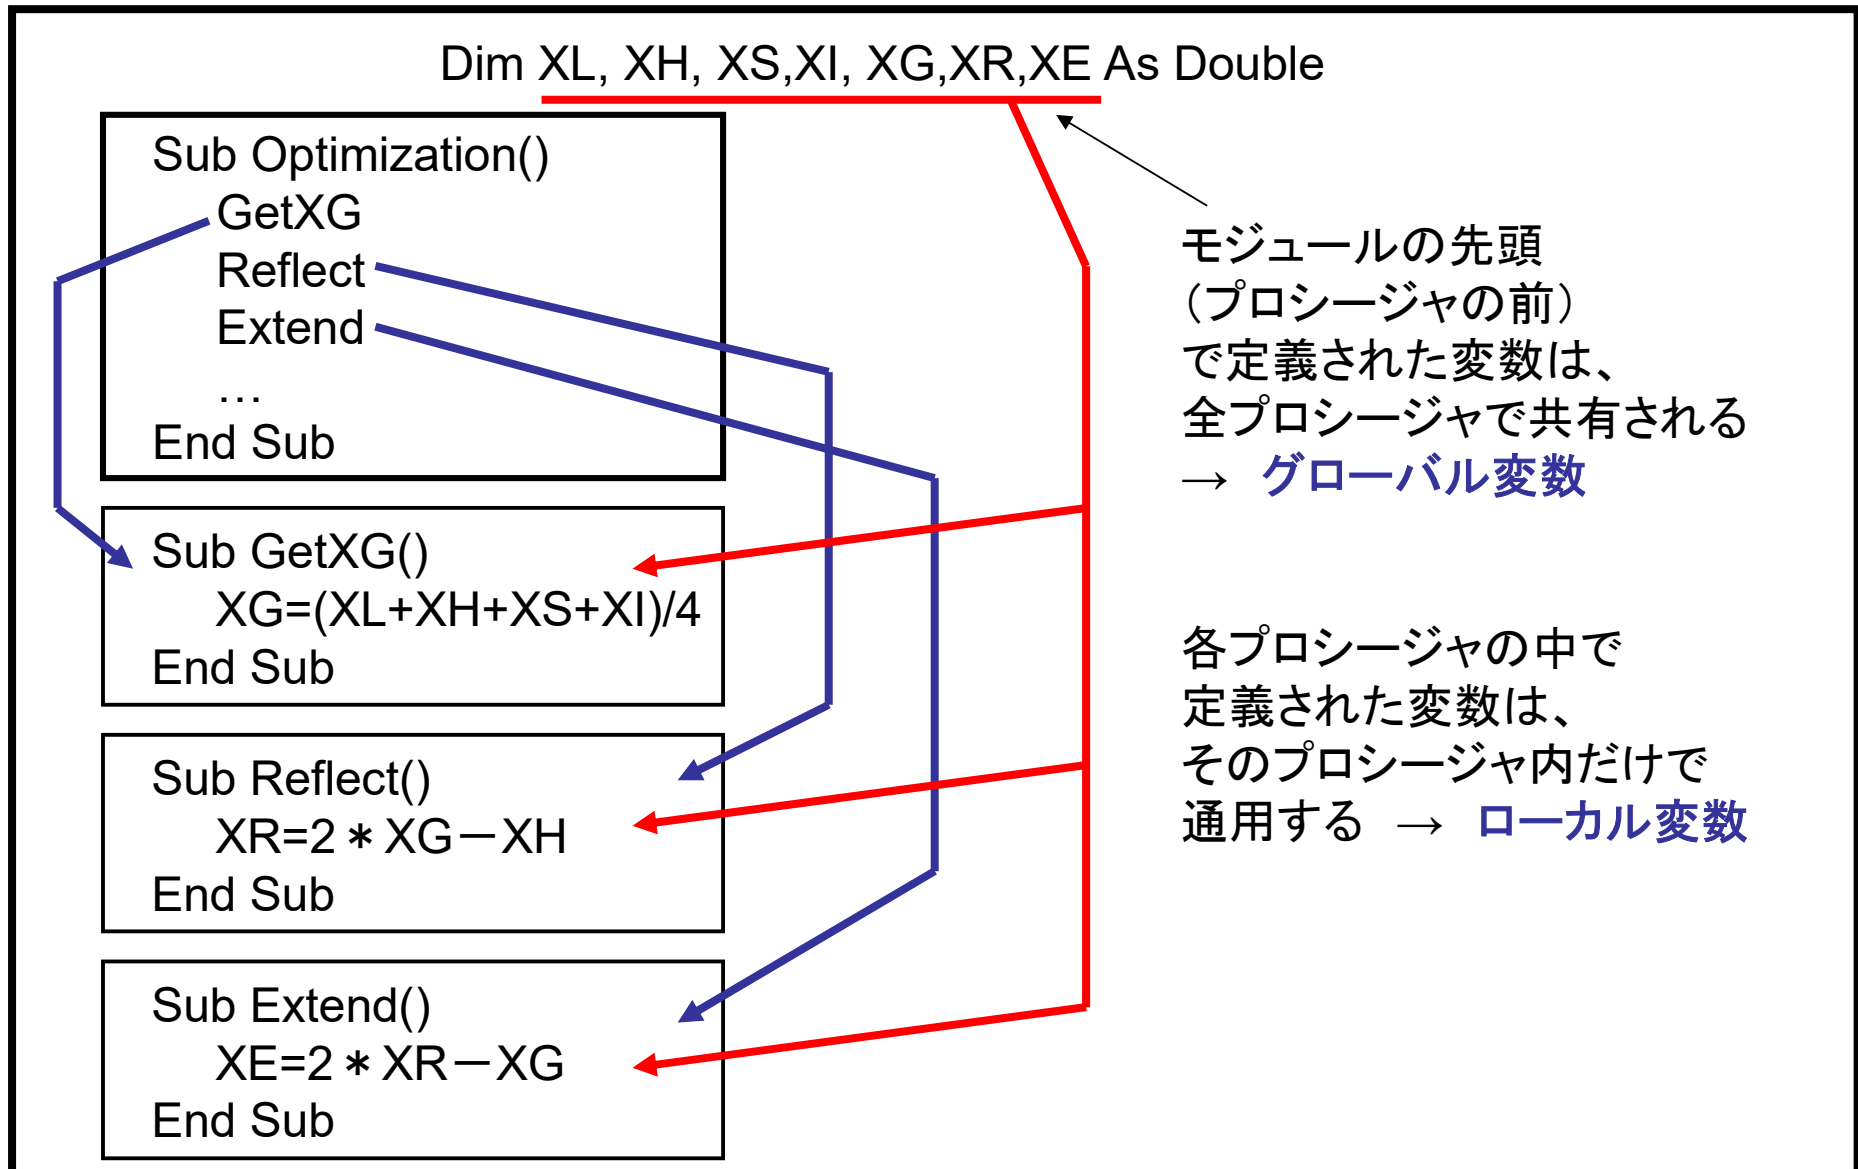 Dim XL, XH, XS,XI, XG,XR,XE As Double
Sub Optimization()
GetXG
Reflect
Extend
…
End Sub
Sub GetXG()
XG=(XL+XH+XS+XI)/4
End Sub
Sub Reflect()
XR=2＊XG－XH
End Sub
Sub Extend()
XE=2＊XR－XG
End Sub
モジュールの先頭
（プロシージャの前）
で定義された変数は、
全プロシージャで共有される
→ グローバル変数
各プロシージャの中で
定義された変数は、
そのプロシージャ内だけで
通用する → ローカル変数